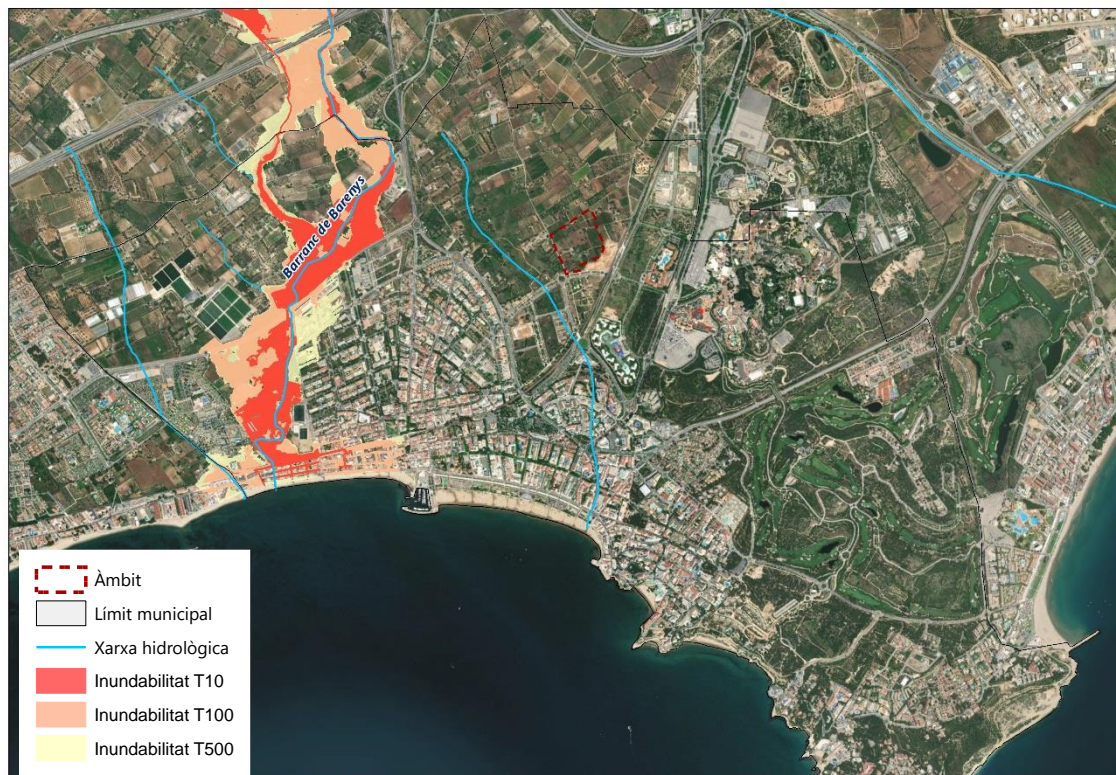 Barranc de Barenys
Àmbit
Límit municipal
Xarxa hidrològica
Inundabilitat T10
Inundabilitat T100
Inundabilitat T500